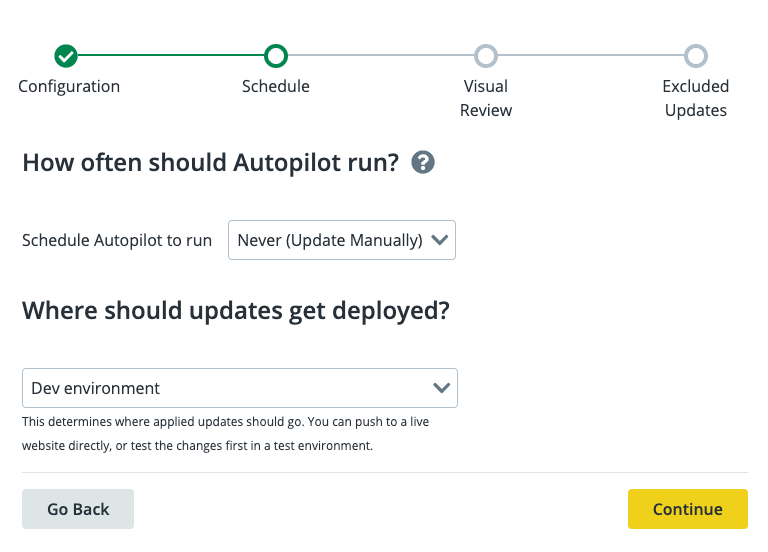 Configuration
Schedule
Visual
Review
Excluded
Updates
How often should Autopilot run? ?
Schedule Autopilot to run
Never (Update Manually)
Where should updates get deployed?
Dev environment
This determines where applied updates should go. You can push to a live
website directly, or test the changes first in a test environment.
Go Back
Continue